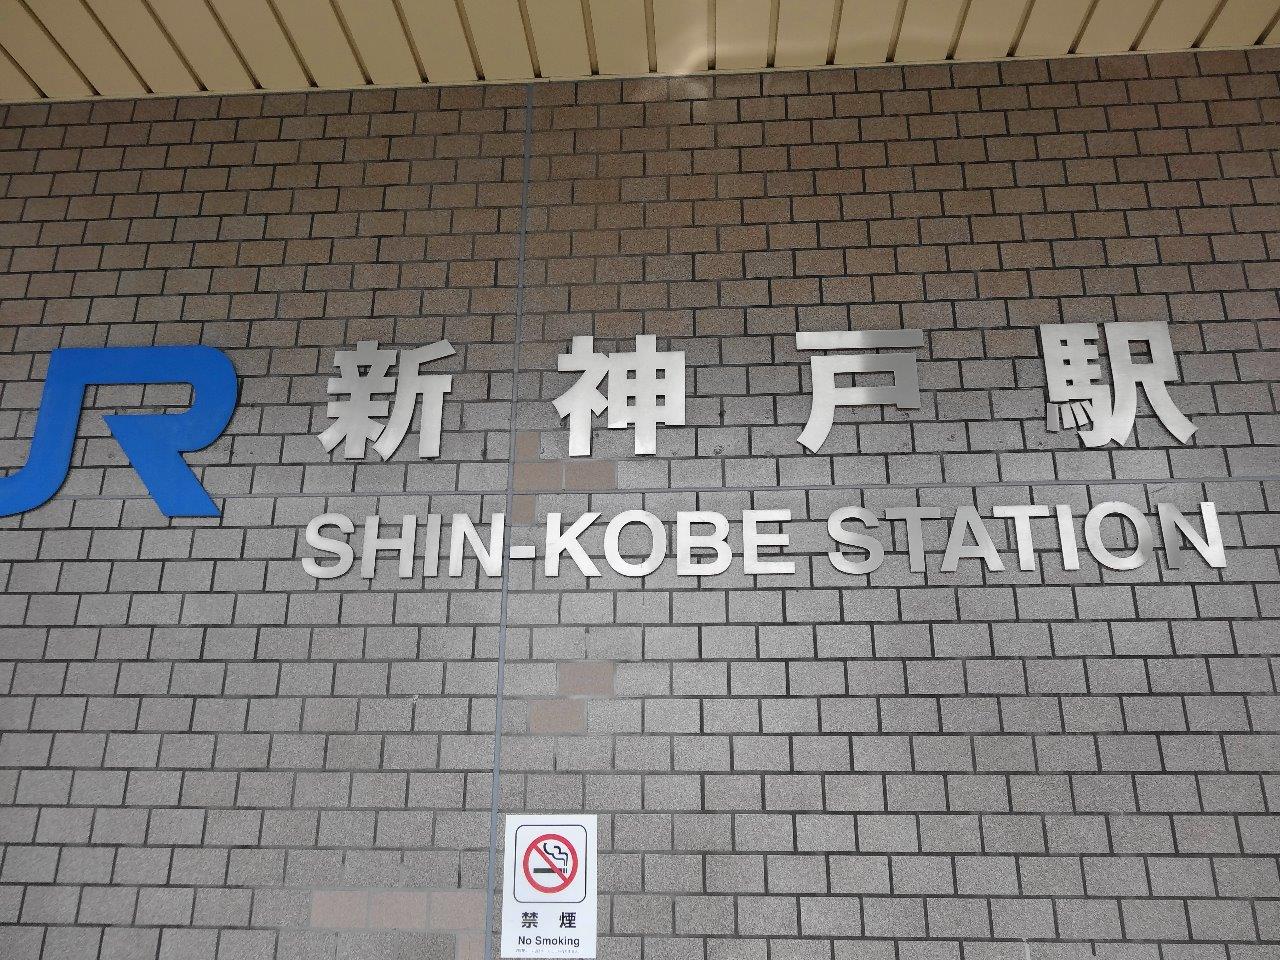 JR 新神戸駅
SHIN-KOBE STATION
禁煙
No Smoking